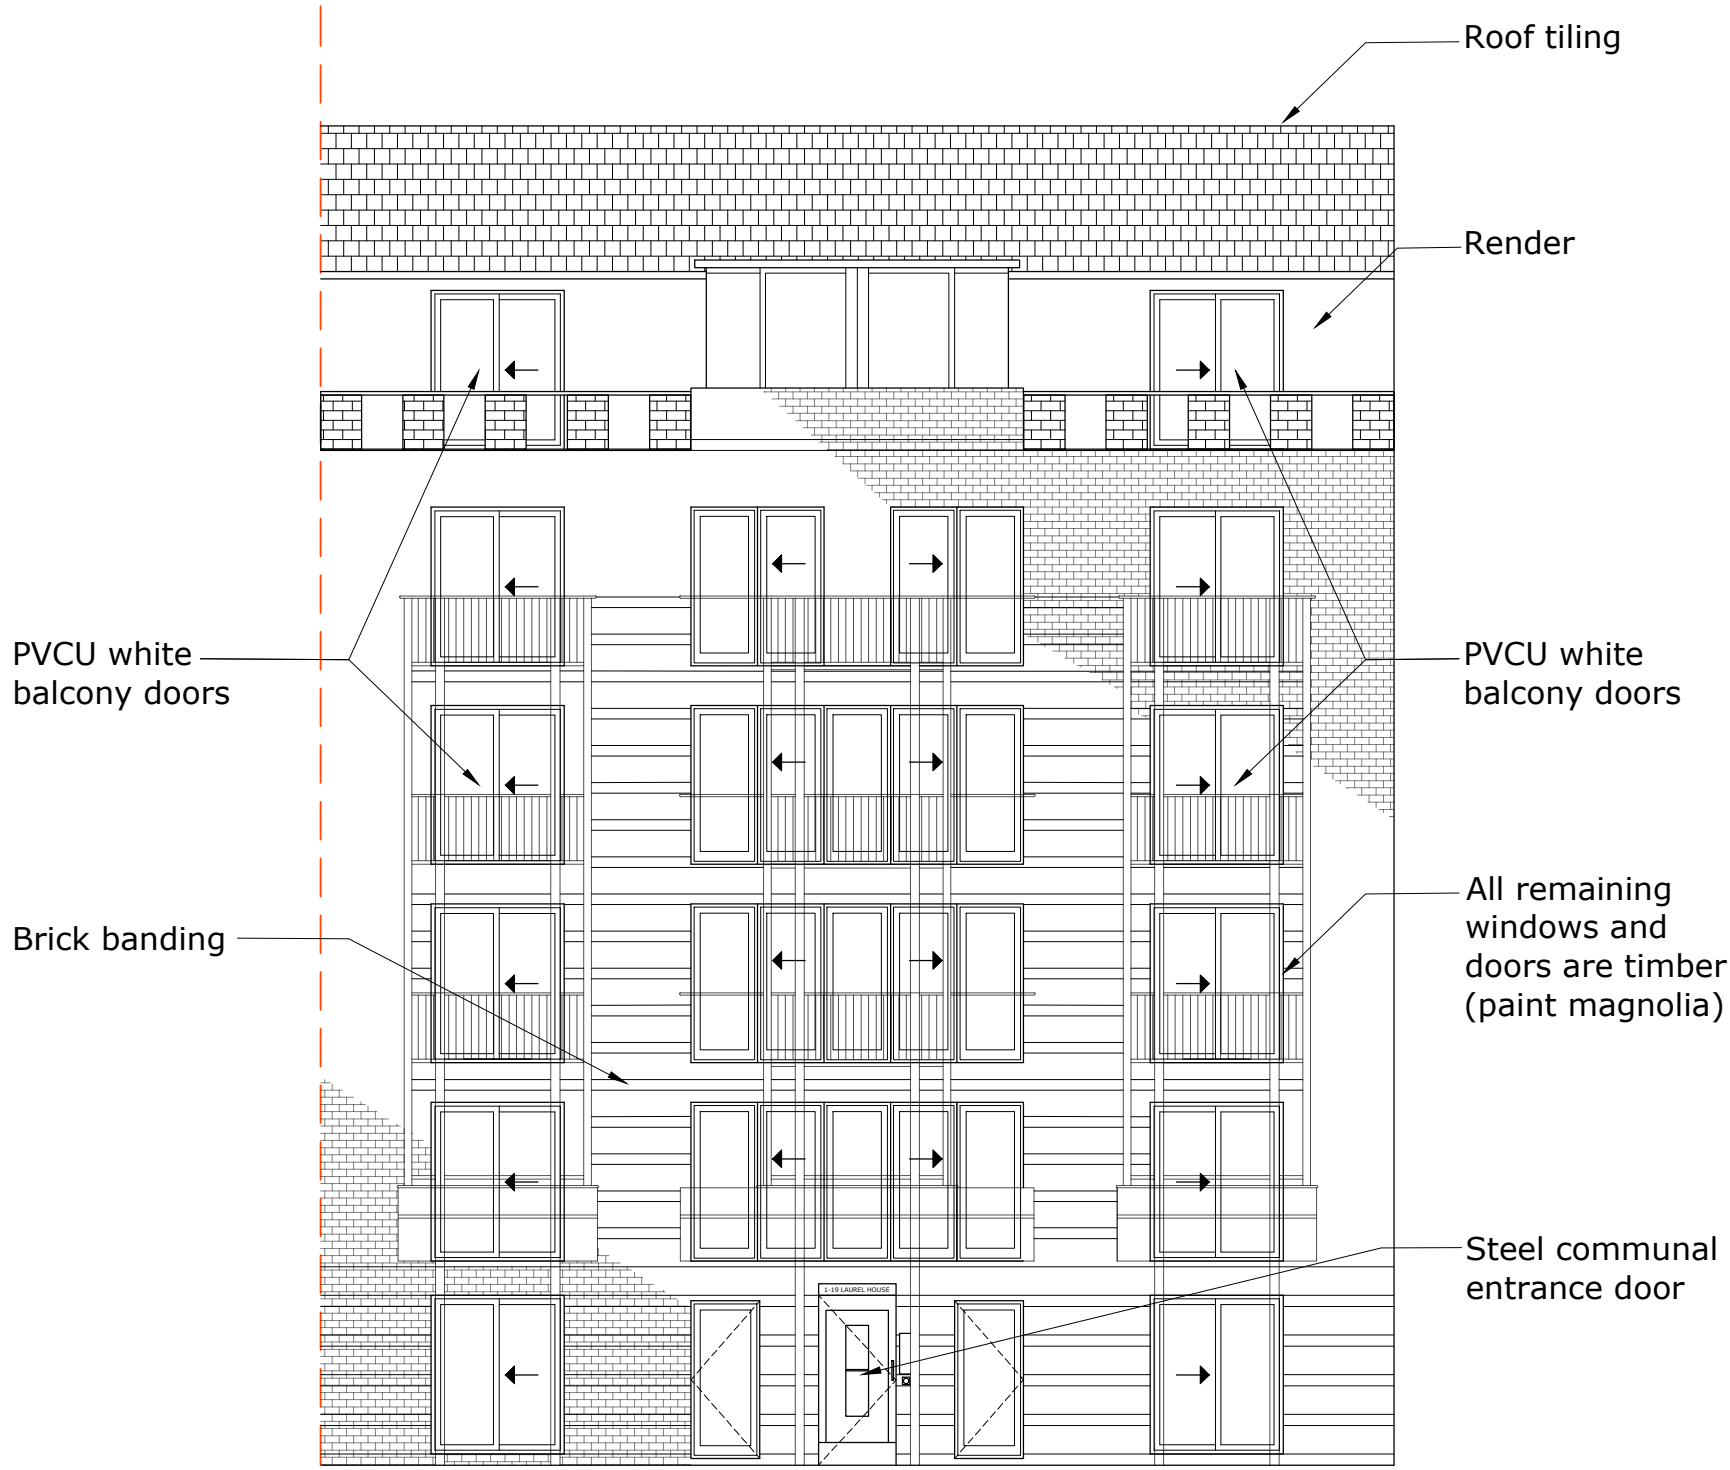 Roof tiling
Render
PVCU white
balcony doors
PVCU white
balcony doors
All remaining
windows and
doors are timber
(paint magnolia)
Brick banding
Steel communal
entrance door
1-19 LAUREL HOUSE